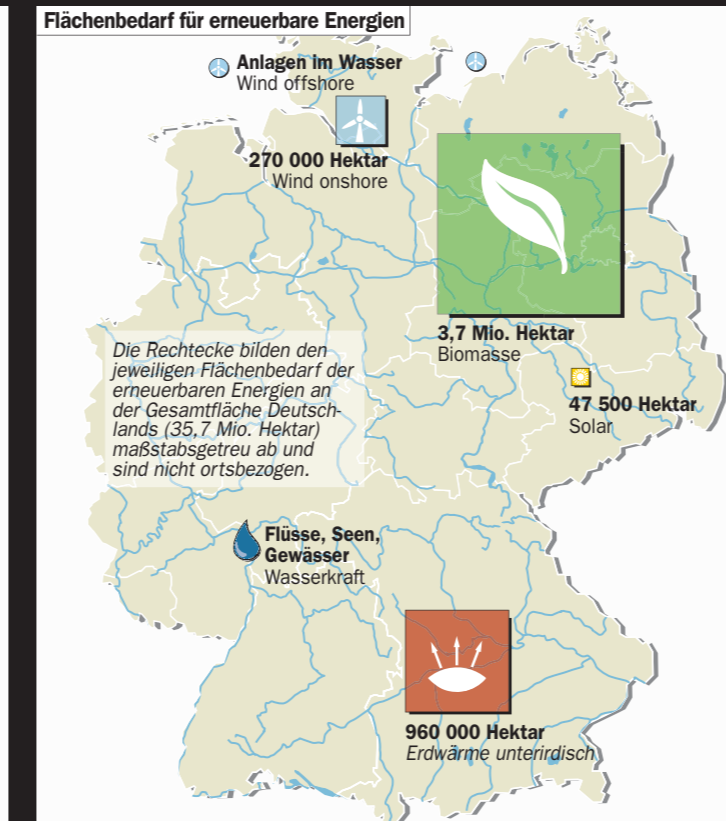 Flächenbedarf für erneuerbare Energien
Anlagen im Wasser
Wind offshore
270 000 Hektar
Wind onshore
3,7 Mio. Hektar
Biomasse
Die Rechtecke bilden den
jeweiligen Flächenbedarf der
erneuerbaren Energien an
der Gesamtfläche Deutsch-
lands (35,7 Mio. Hektar)
maßstabsgetreu ab und
sind nicht ortsbezogen.
47 500 Hektar
Solar
Flüsse, Seen,
Gewässer
Wasserkraft
960 000 Hektar
Erdwärme unterirdisch